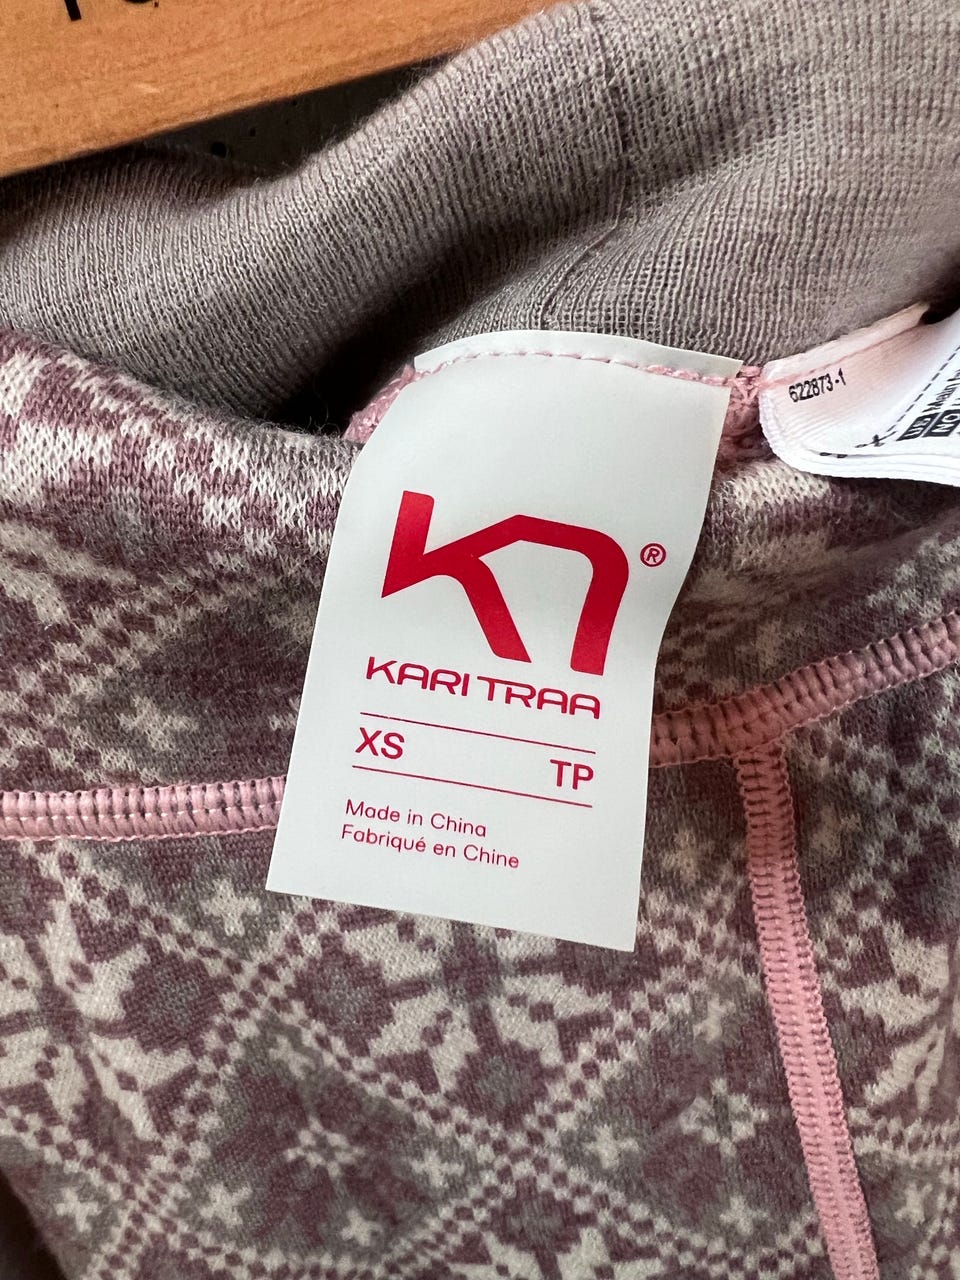 622873-1
®
KARI TRAA
XS
TP
Made in China
Fabriqué en Chine